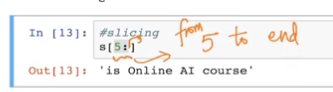 In [13]: #slicing from 5 to end
s[5:]
Out[13]: 'is Online AI course'